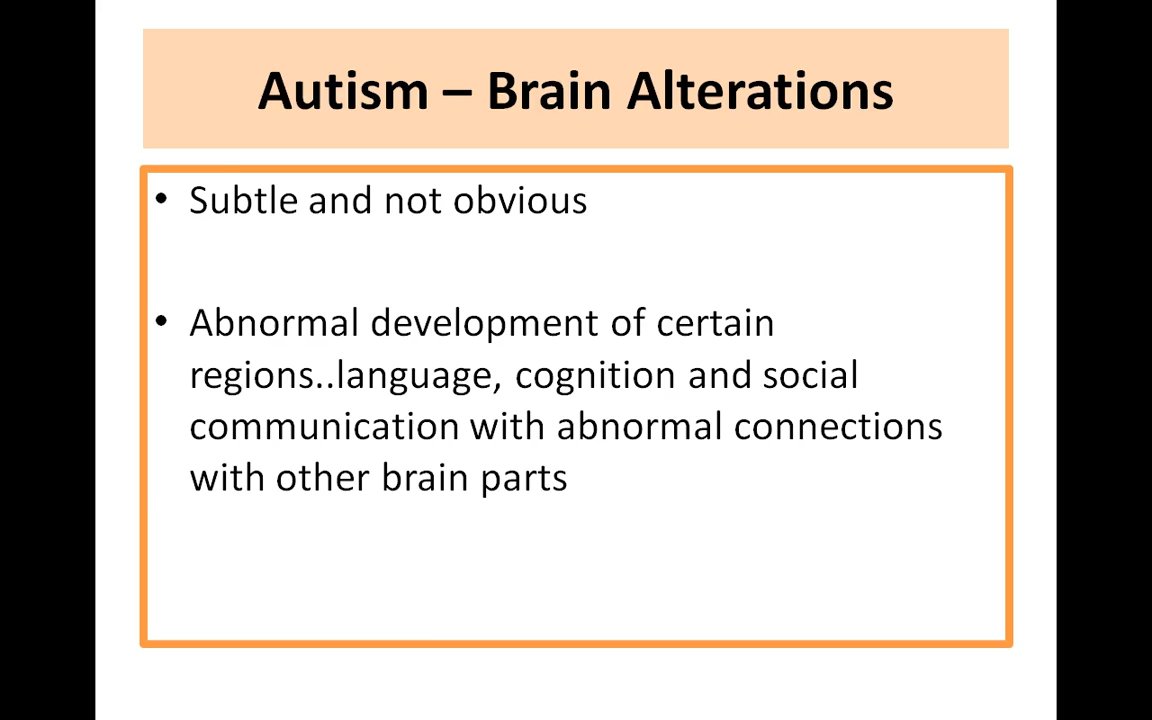 Autism – Brain Alterations
• Subtle and not obvious
• Abnormal development of certain
regions..language, cognition and social
communication with abnormal connections
with other brain parts